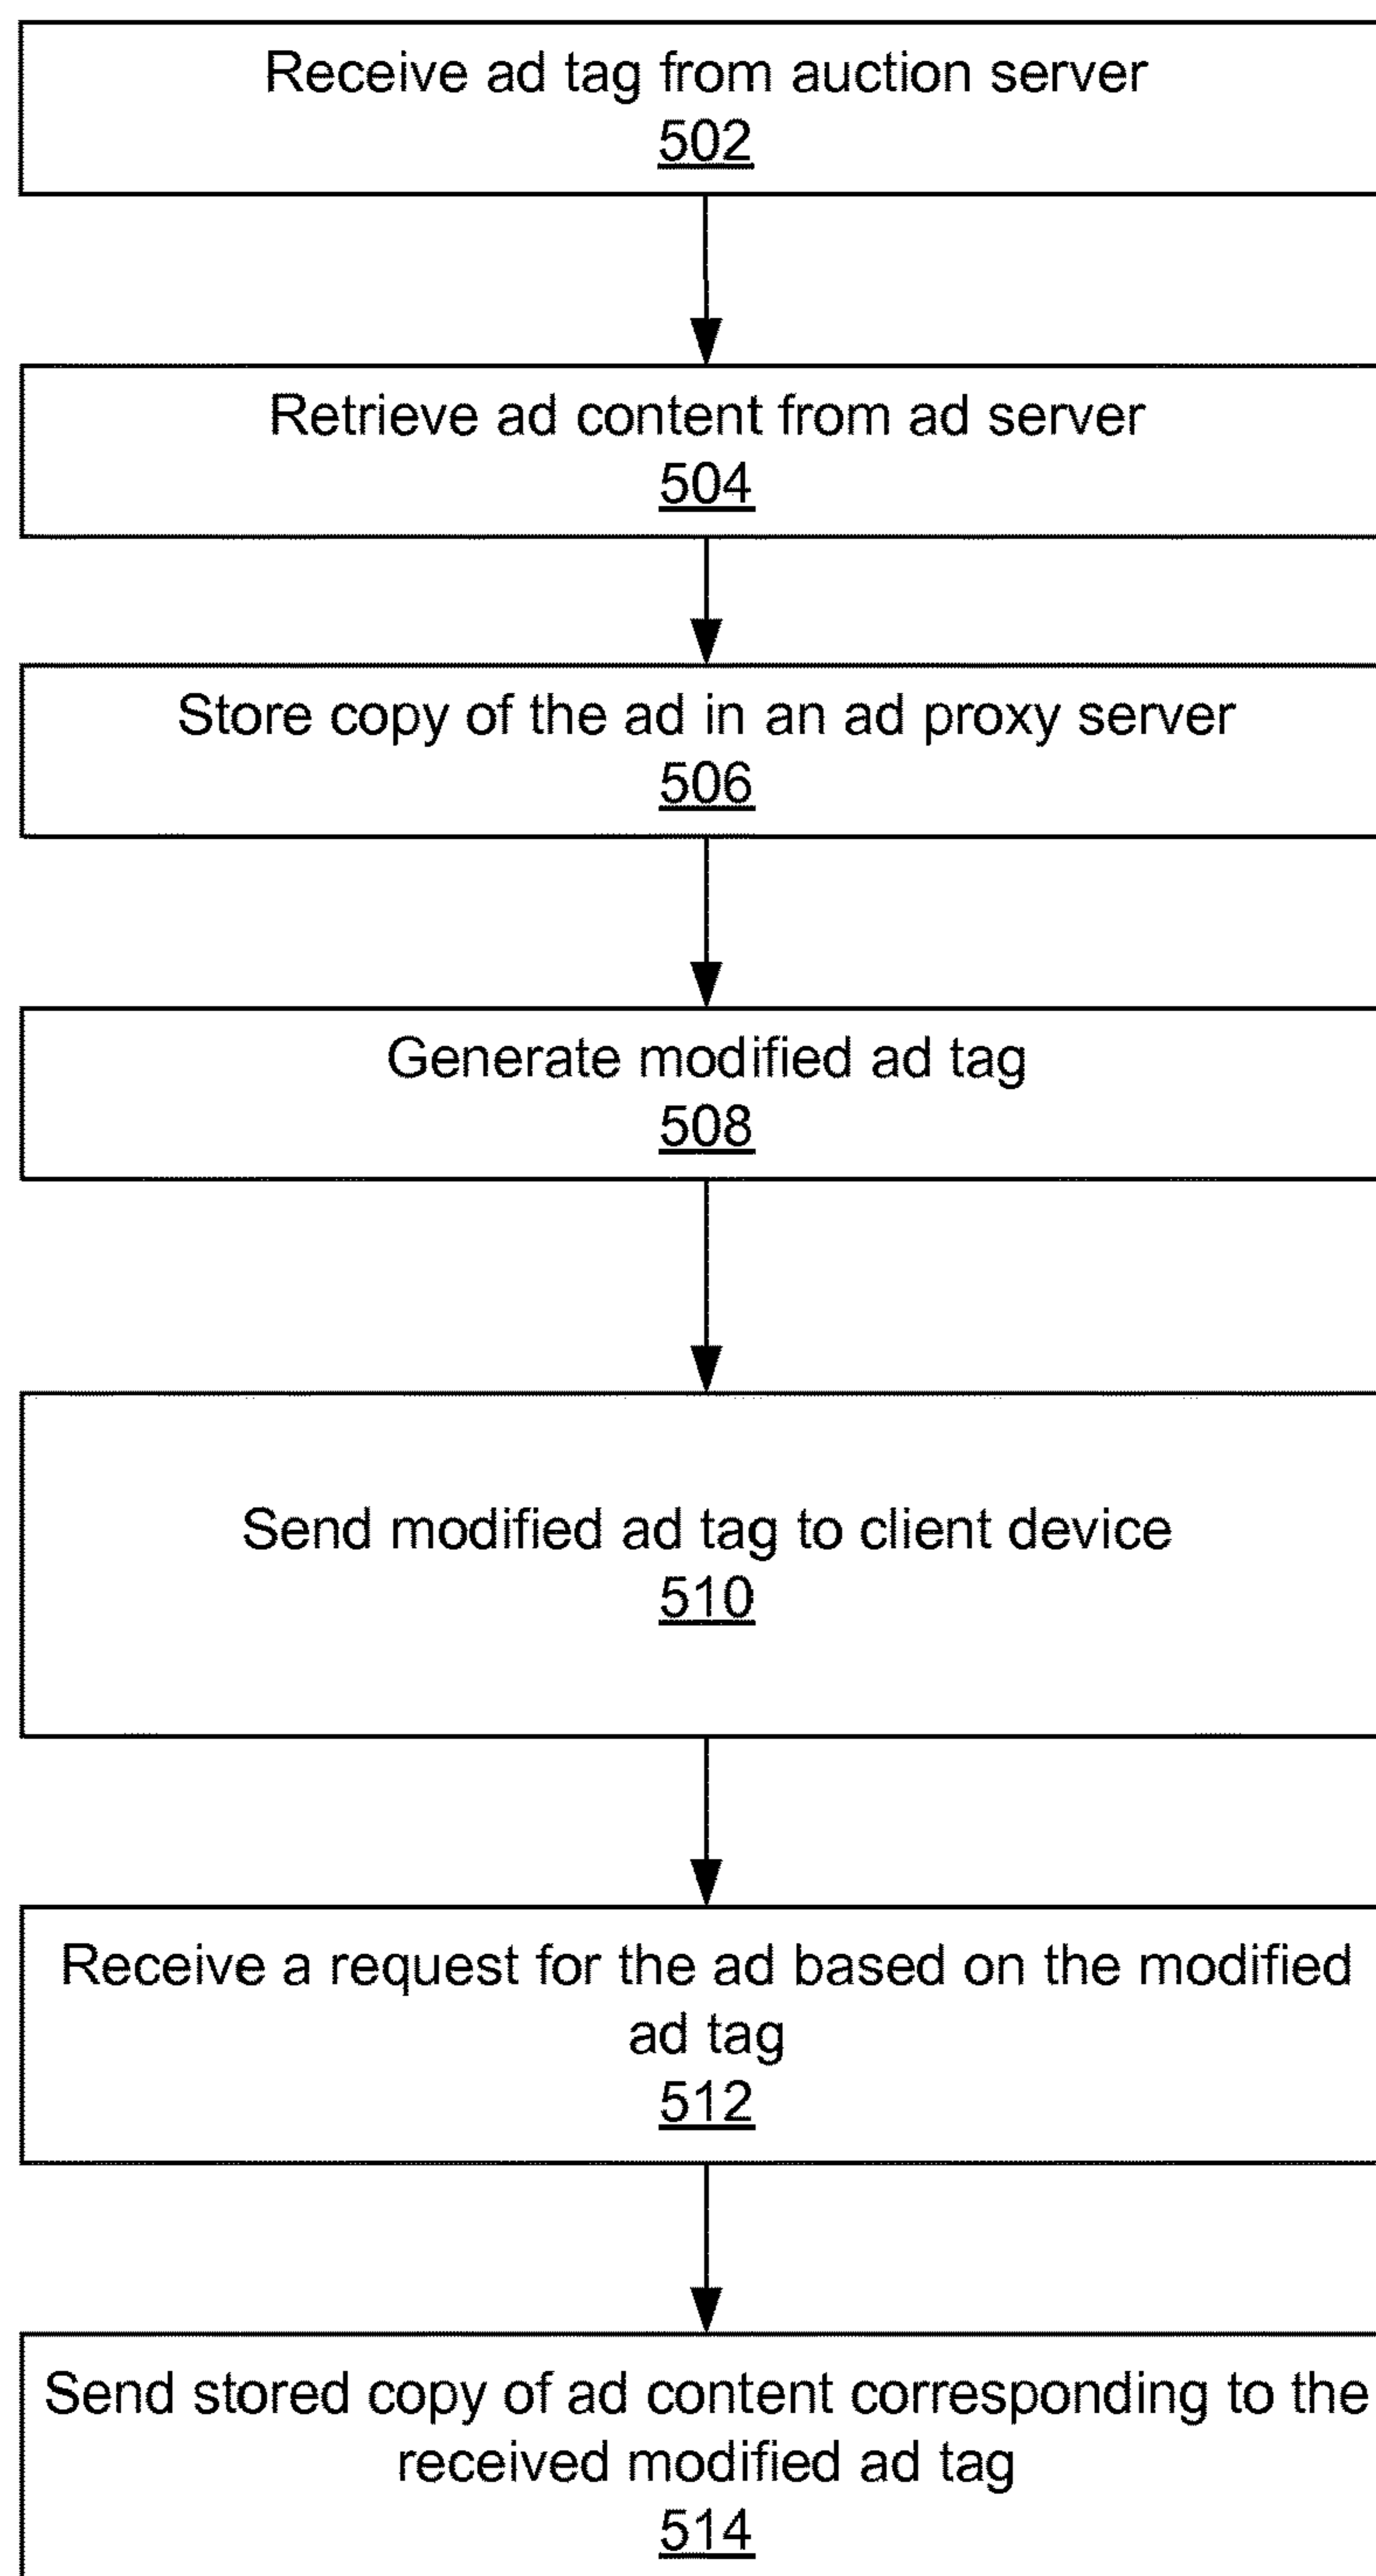 Receive ad tag from auction server
502
Retrieve ad content from ad server
504
Store copy of the ad in an ad proxy server
506
Generate modified ad tag
508
Send modified ad tag to client device
510
Receive a request for the ad based on the modified
ad tag
512
Send stored copy of ad content corresponding to the
received modified ad tag
514